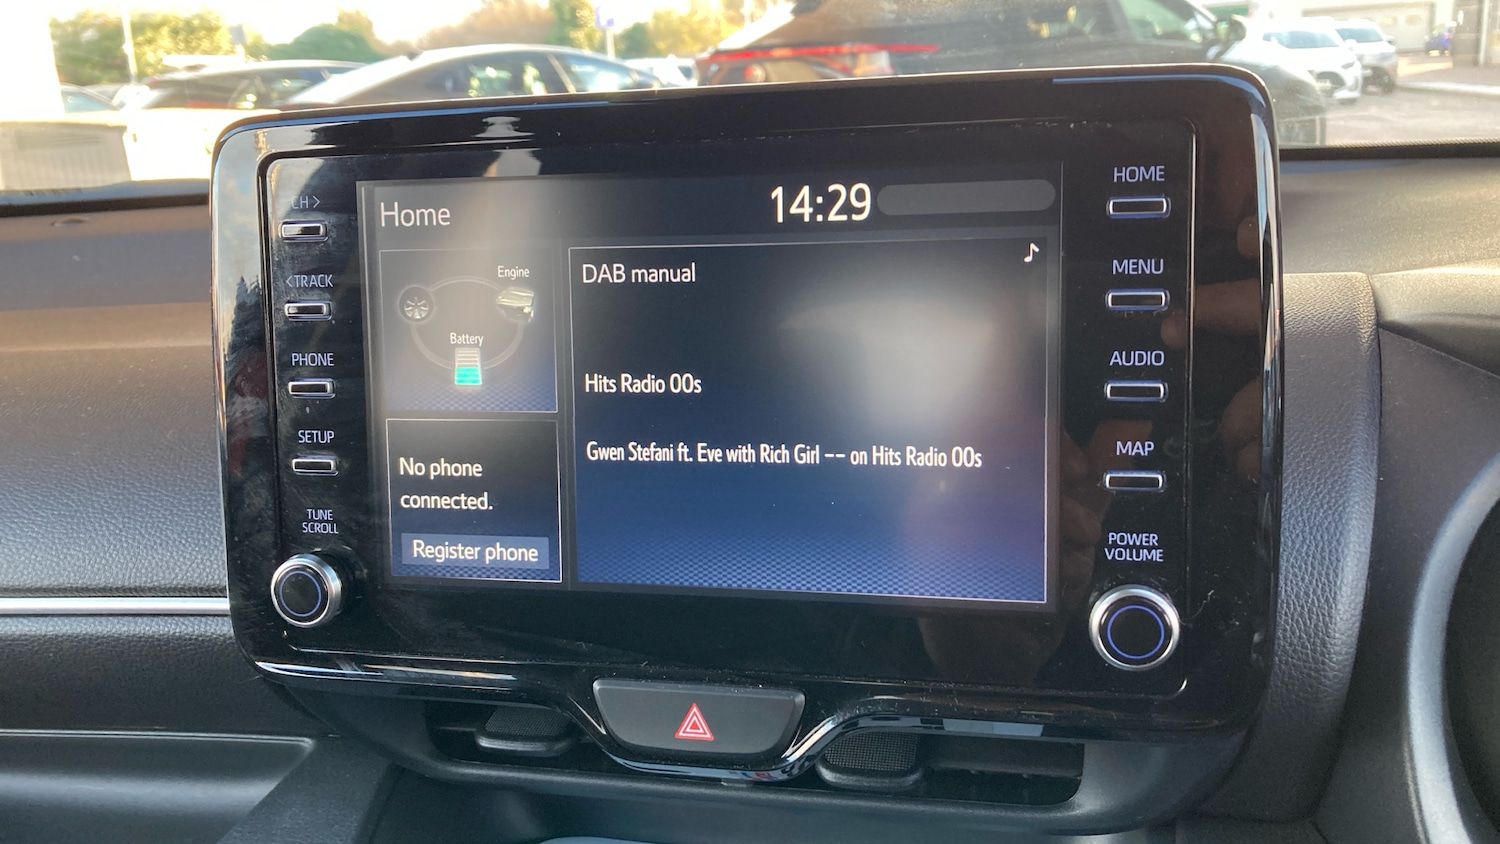 Home
14:29
Engine
Battery
No phone
connected.
Register phone
DAB manual
Hits Radio 00s
Gwen Stefani ft. Eve with Rich Girl -- on Hits Radio 00s
CH >
<TRACK
PHONE
SETUP
TUNE
SCROLL
HOME
MENU
AUDIO
MAP
POWER
VOLUME